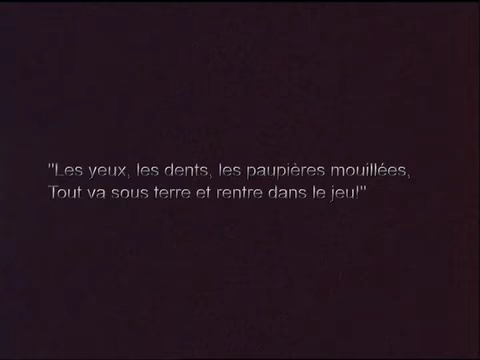 "Les yeux, les dents, les paupières mouillées,
Tout va sous terre et rentre dans le jeu!"